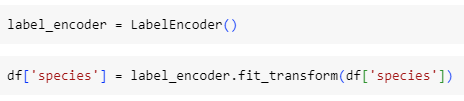 label_encoder = LabelEncoder()
df['species'] = label_encoder.fit_transform(df['species'])